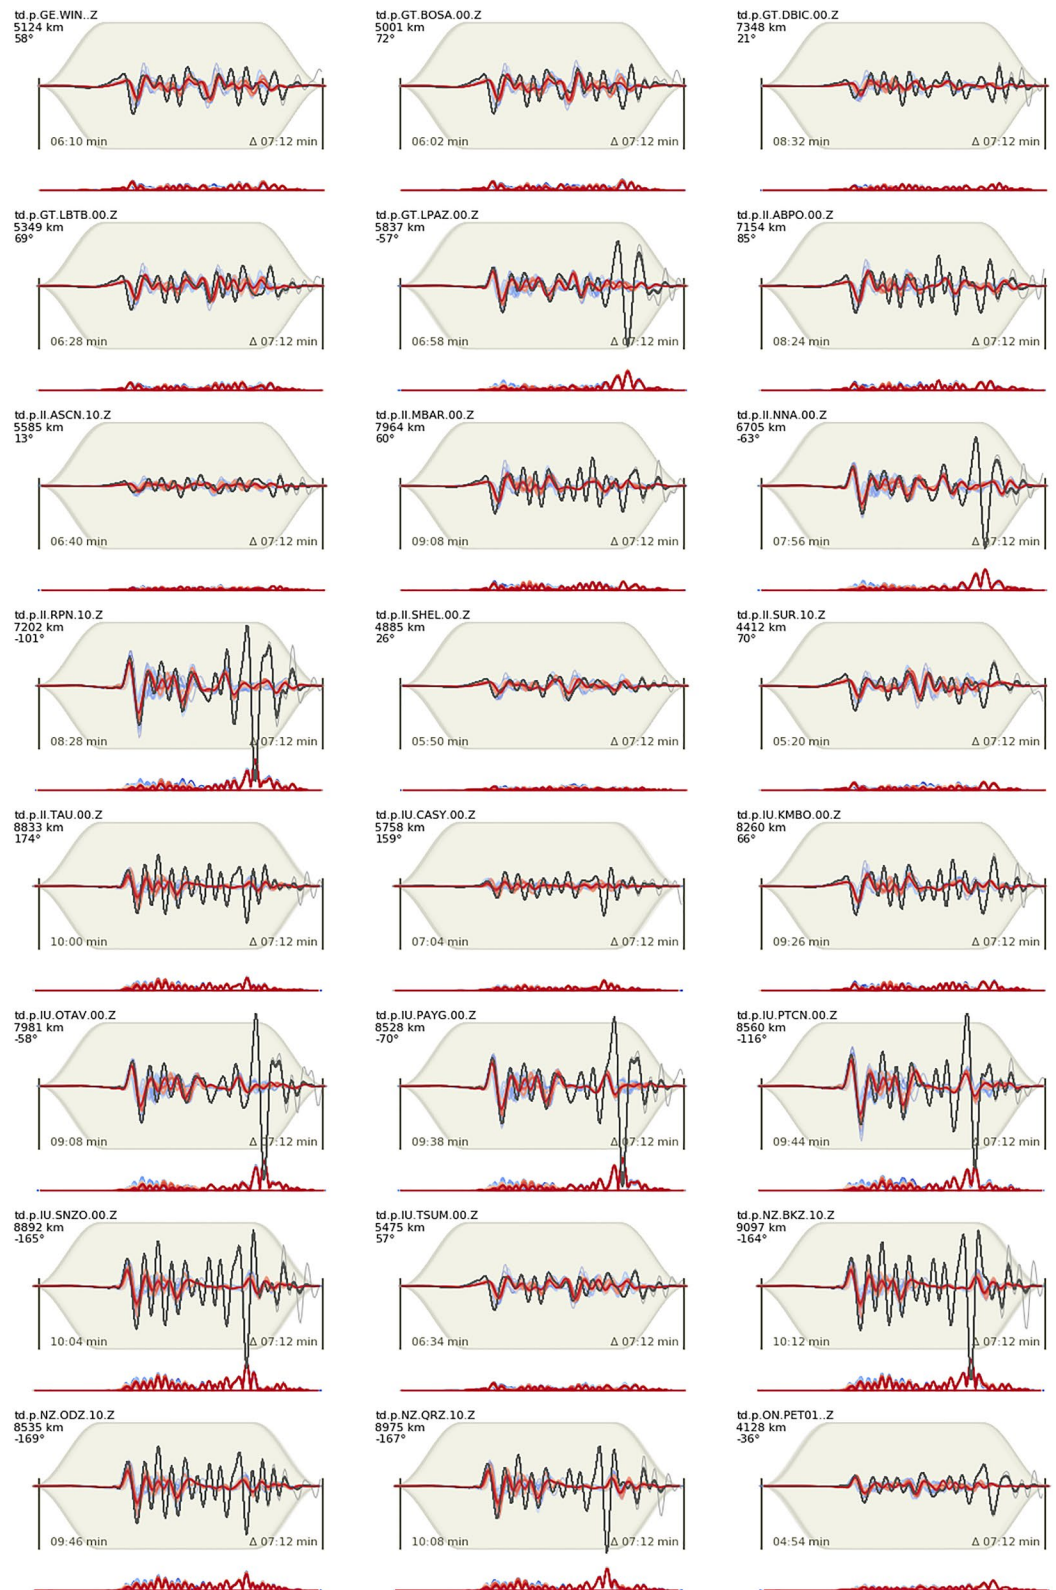 td.p.GE.WIN..Z
5124 km
58°
06:10 min
Δ 07:12 min
td.p.GT.BOSA.00.Z
5001 km
72°
06:02 min
Δ 07:12 min
td.p.GT.DBIC.00.Z
7348 km
21°
08:32 min
Δ 07:12 min
td.p.GT.LBTB.00.Z
5349 km
69°
06:28 min
Δ 07:12 min
td.p.GT.LPAZ.00.Z
5837 km
-57°
06:58 min
Δ 07:12 min
td.p.II.ABPO.00.Z
7154 km
85°
08:24 min
Δ 07:12 min
td.p.II.ASCN.10.Z
5585 km
13°
06:40 min
Δ 07:12 min
td.p.II.MBAR.00.Z
7964 km
60°
09:08 min
Δ 07:12 min
td.p.II.NNA.00.Z
6705 km
-63°
07:56 min
Δ 07:12 min
td.p.II.RPN.10.Z
7202 km
-101°
08:28 min
Δ 07:12 min
td.p.II.SHEL.00.Z
4885 km
26°
05:50 min
Δ 07:12 min
td.p.II.SUR.10.Z
4412 km
70°
05:20 min
Δ 07:12 min
td.p.II.TAU.00.Z
8833 km
174°
10:00 min
Δ 07:12 min
td.p.IU.CASY.00.Z
5758 km
159°
07:04 min
Δ 07:12 min
td.p.IU.KMBO.00.Z
8260 km
66°
09:26 min
Δ 07:12 min
td.p.IU.OTAV.00.Z
7981 km
-58°
09:08 min
Δ 07:12 min
td.p.IU.PAYG.00.Z
8528 km
-70°
09:38 min
Δ 07:12 min
td.p.IU.PTCN.00.Z
8560 km
-116°
09:44 min
Δ 07:12 min
td.p.IU.SNZO.00.Z
8892 km
-165°
10:04 min
Δ 07:12 min
td.p.IU.TSUM.00.Z
5475 km
57°
06:34 min
Δ 07:12 min
td.p.NZ.BKZ.10.Z
9097 km
-164°
10:12 min
Δ 07:12 min
td.p.NZ.ODZ.10.Z
8535 km
-169°
09:46 min
Δ 07:12 min
td.p.NZ.QRZ.10.Z
8975 km
-167°
10:08 min
Δ 07:12 min
td.p.ON.PET01..Z
4128 km
-36°
04:54 min
Δ 07:12 min